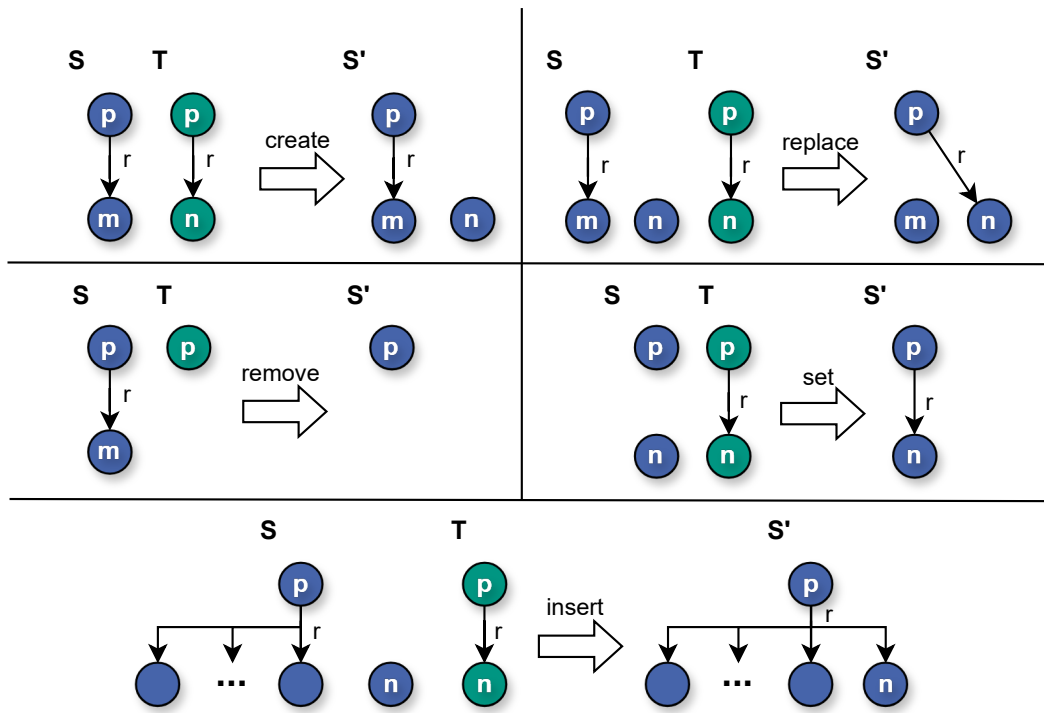 S T S'
p p p
create
r r r
m n m n
S T S'
p p p
replace
r r r
m n n m n
S T S'
p p p
remove
r
m
S T S'
p p p
set
r r
n n n
S T S'
p p p
insert
r r r
... n n ... n